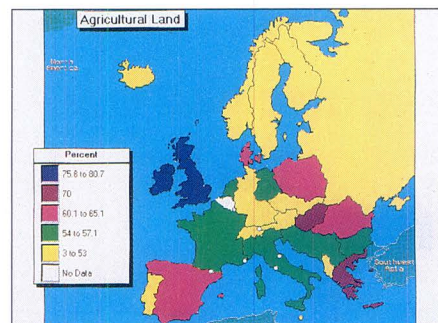 Agricultural Land
North
Percent
75.8 to 80.7
70
60.1 to 65.1
54 to 57.1
3 to 53
No Data
Southwest
Asia